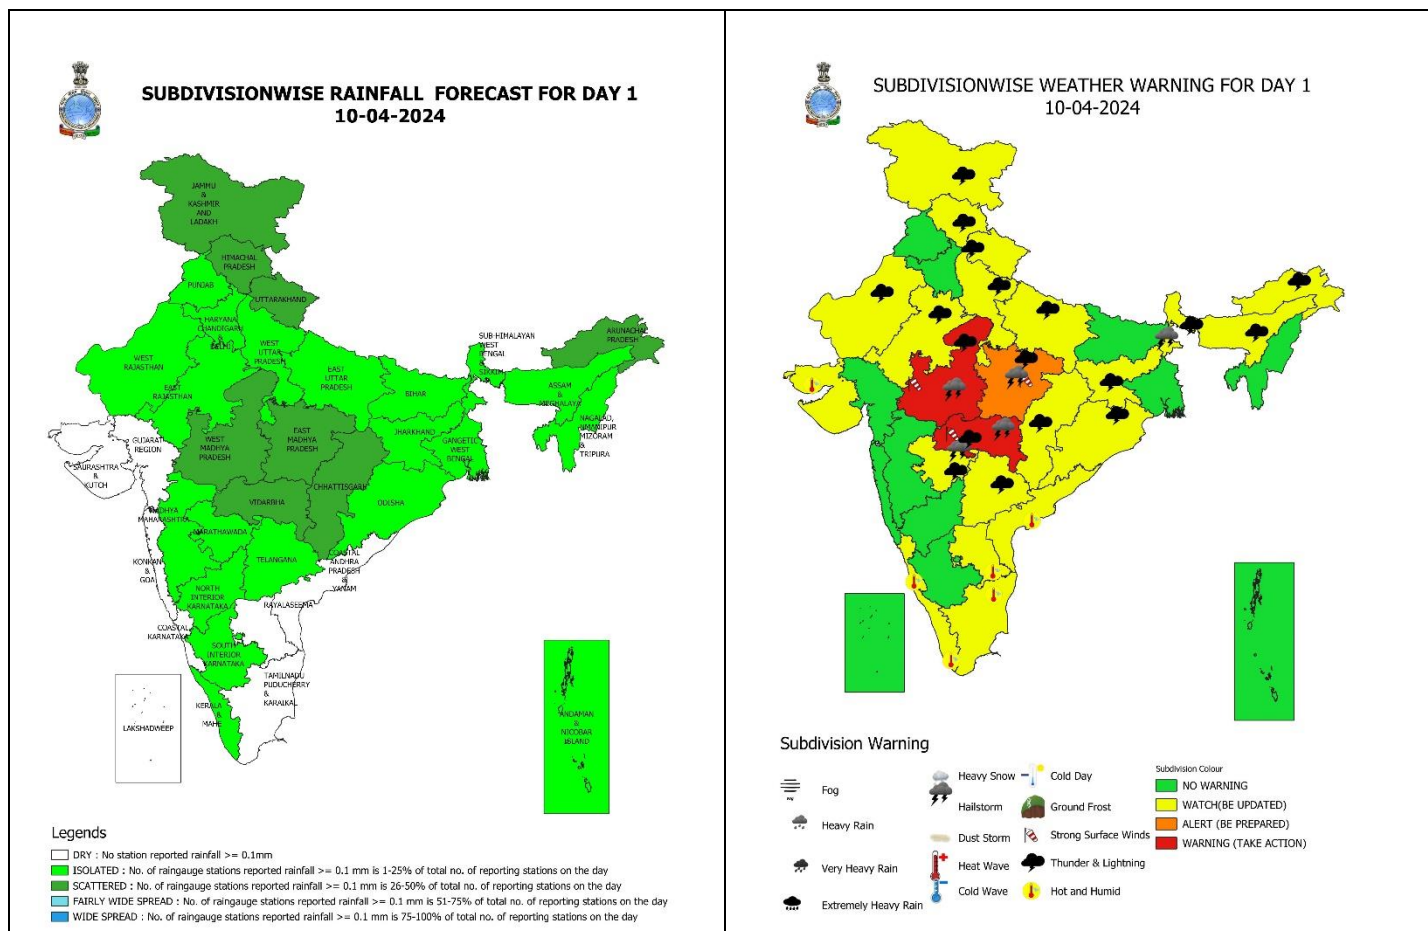 SUBDIVISIONWISE RAINFALL FORECAST FOR DAY 1
10-04-2024
JAMMU
&
KASHMIR
AND
LADAKH
HIMACHAL
PRADESH
PUNJAB
UTTARAKHAND
HARYANA
CHANDIGARH
&
DELHI
WEST
UTTAR
PRADESH
WEST
RAJASTHAN
EAST
RAJASTHAN
EAST
UTTAR
PRADESH
BIHAR
SUB-HIMALAYAN
WEST
BENGAL
&
SIKKIM
ARUNACHAL
PRADESH
ASSAM
&
MEGHALAYA
NAGALAD,
MANIPUR
MIZORAM
&
TRIPURA
JHARKHAND
GANGETIC
WEST
BENGAL
GUJARAT
REGION
SAURASHTRA
&
KUTCH
WEST
MADHYA
PRADESH
EAST
MADHYA
PRADESH
CHHATTISGARH
ODISHA
VIDARBHA
MADHYA
MAHARASHTRA
MARATHAWADA
TELANGANA
KONKAN
&
GOA
COASTAL
ANDHRA
PRADESH
&
YANAM
NORTH
INTERIOR
KARNATAKA
RAYALASEEMA
COASTAL
KARNATAKA
SOUTH
INTERIOR
KARNATAKA
TAMILNADU
PUDUCHERRY
&
KARAIKAL
KERALA
&
MAHE
LAKSHADWEEP
ANDAMAN
&
NICOBAR
ISLAND
Legends
DRY : No station reported rainfall >= 0.1mm
ISOLATED : No. of raingauge stations reported rainfall >= 0.1 mm is 1-25% of total no. of reporting stations on the day
SCATTERED : No. of raingauge stations reported rainfall >= 0.1 mm is 26-50% of total no. of reporting stations on the day
FAIRLY WIDE SPREAD : No. of raingauge stations reported rainfall >= 0.1 mm is 51-75% of total no. of reporting stations on the day
WIDE SPREAD : No. of raingauge stations reported rainfall >= 0.1 mm is 75-100% of total no. of reporting stations on the day
SUBDIVISIONWISE WEATHER WARNING FOR DAY 1
10-04-2024
Subdivision Warning
Fog
Heavy Rain
Very Heavy Rain
Extremely Heavy Rain
Heavy Snow
Hailstorm
Dust Storm
Heat Wave
Cold Wave
Cold Day
Ground Frost
Strong Surface Winds
Thunder & Lightning
Hot and Humid
Subdivision Colour
NO WARNING
WATCH(BE UPDATED)
ALERT (BE PREPARED)
WARNING (TAKE ACTION)